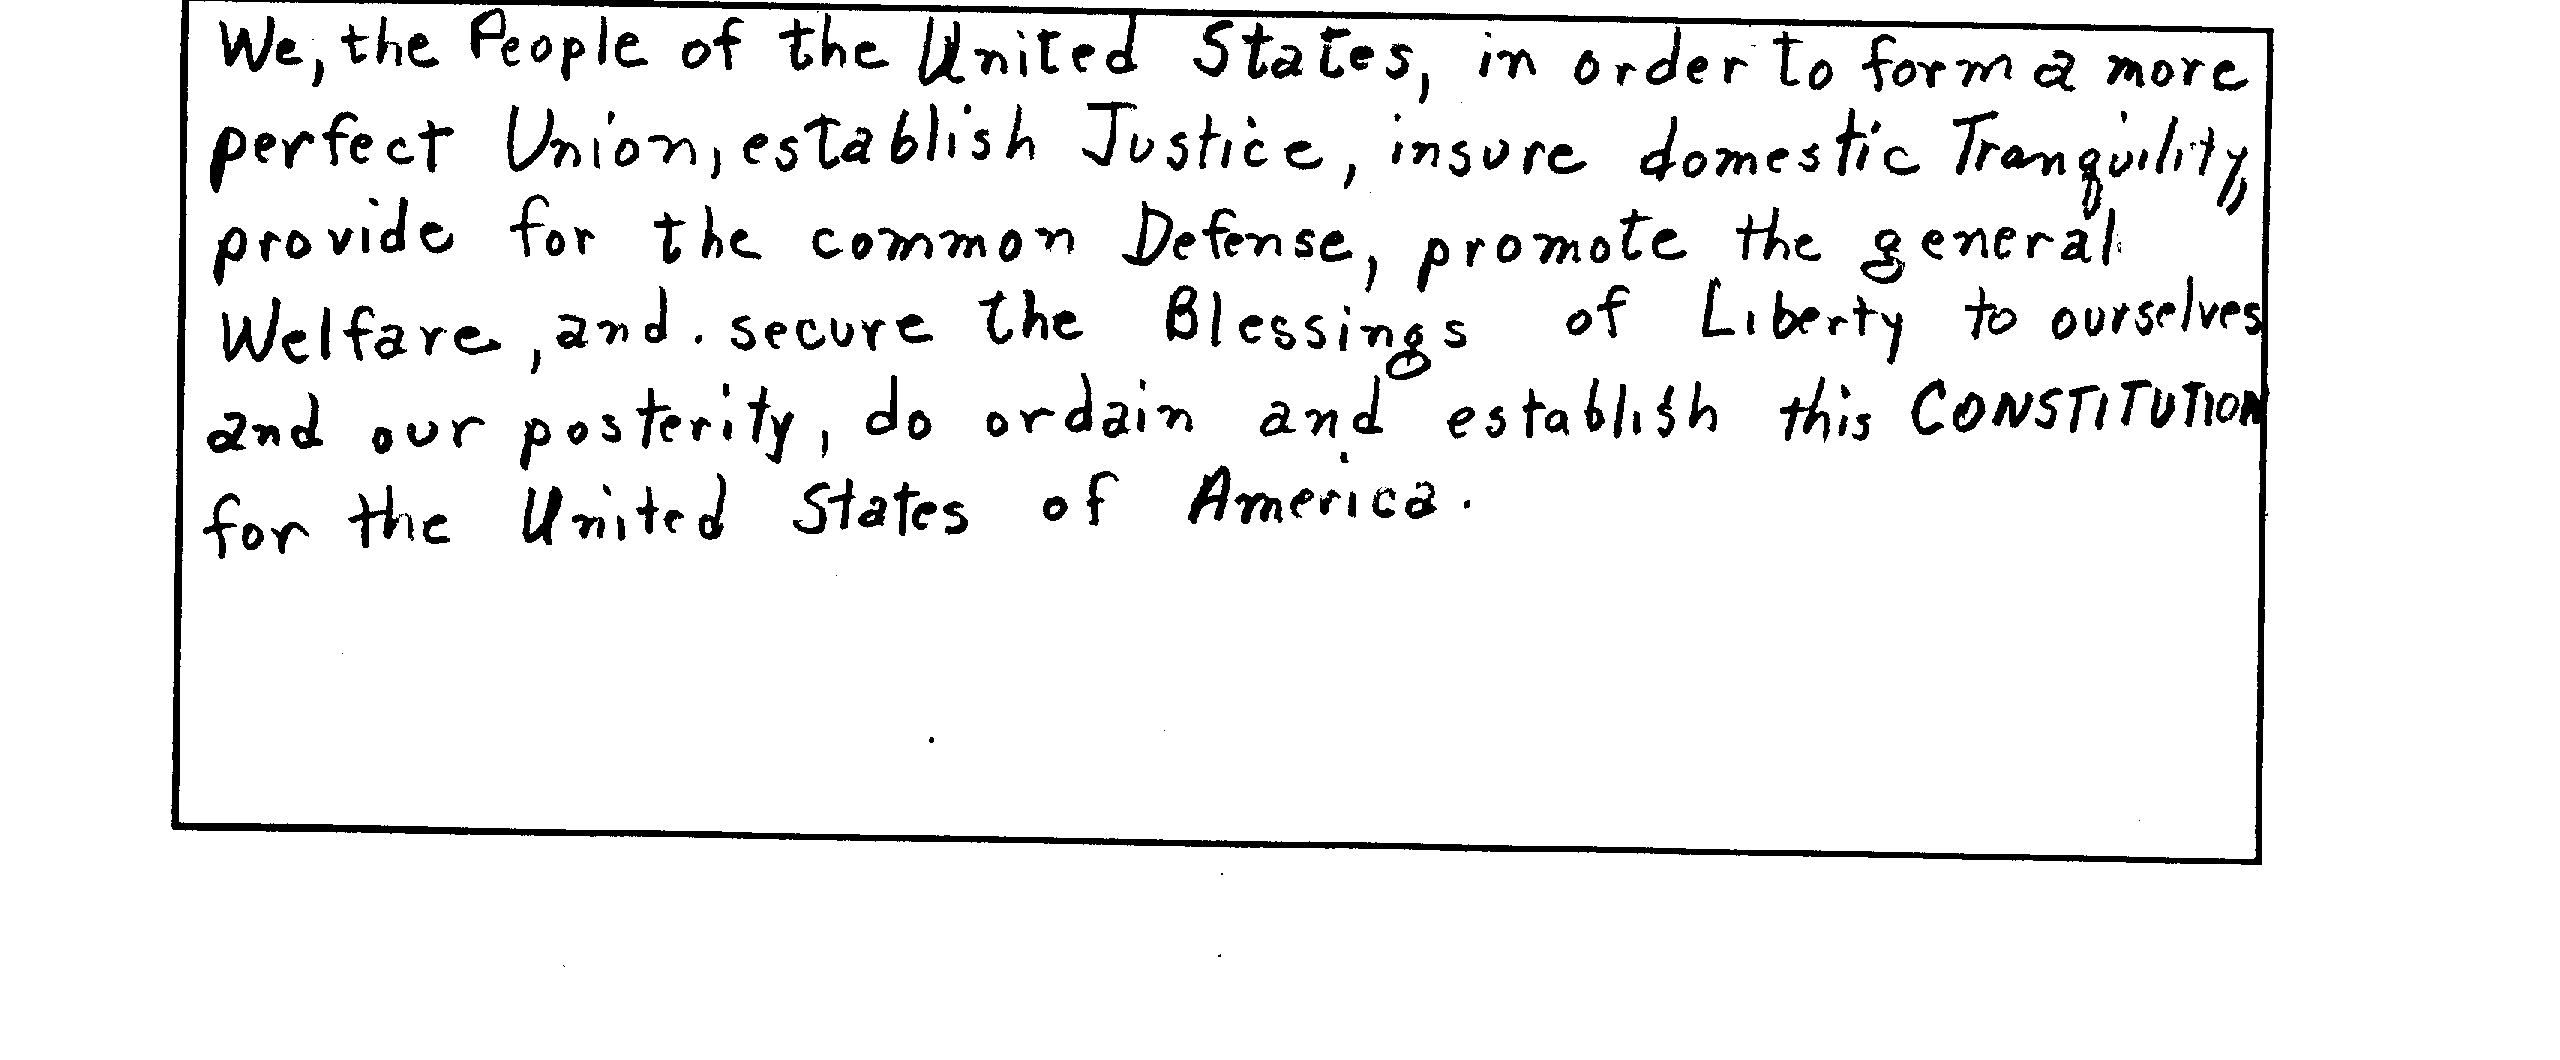 We, the People of the United States, in order to form a more
perfect Union, establish Justice, insure domestic Tranquility,
provide for the common Defense, promote the general
Welfare, and. secure the Blessings of Liberty to ourselves
and our posterity, do ordain and establish this CONSTITUTION
for the United States of America.